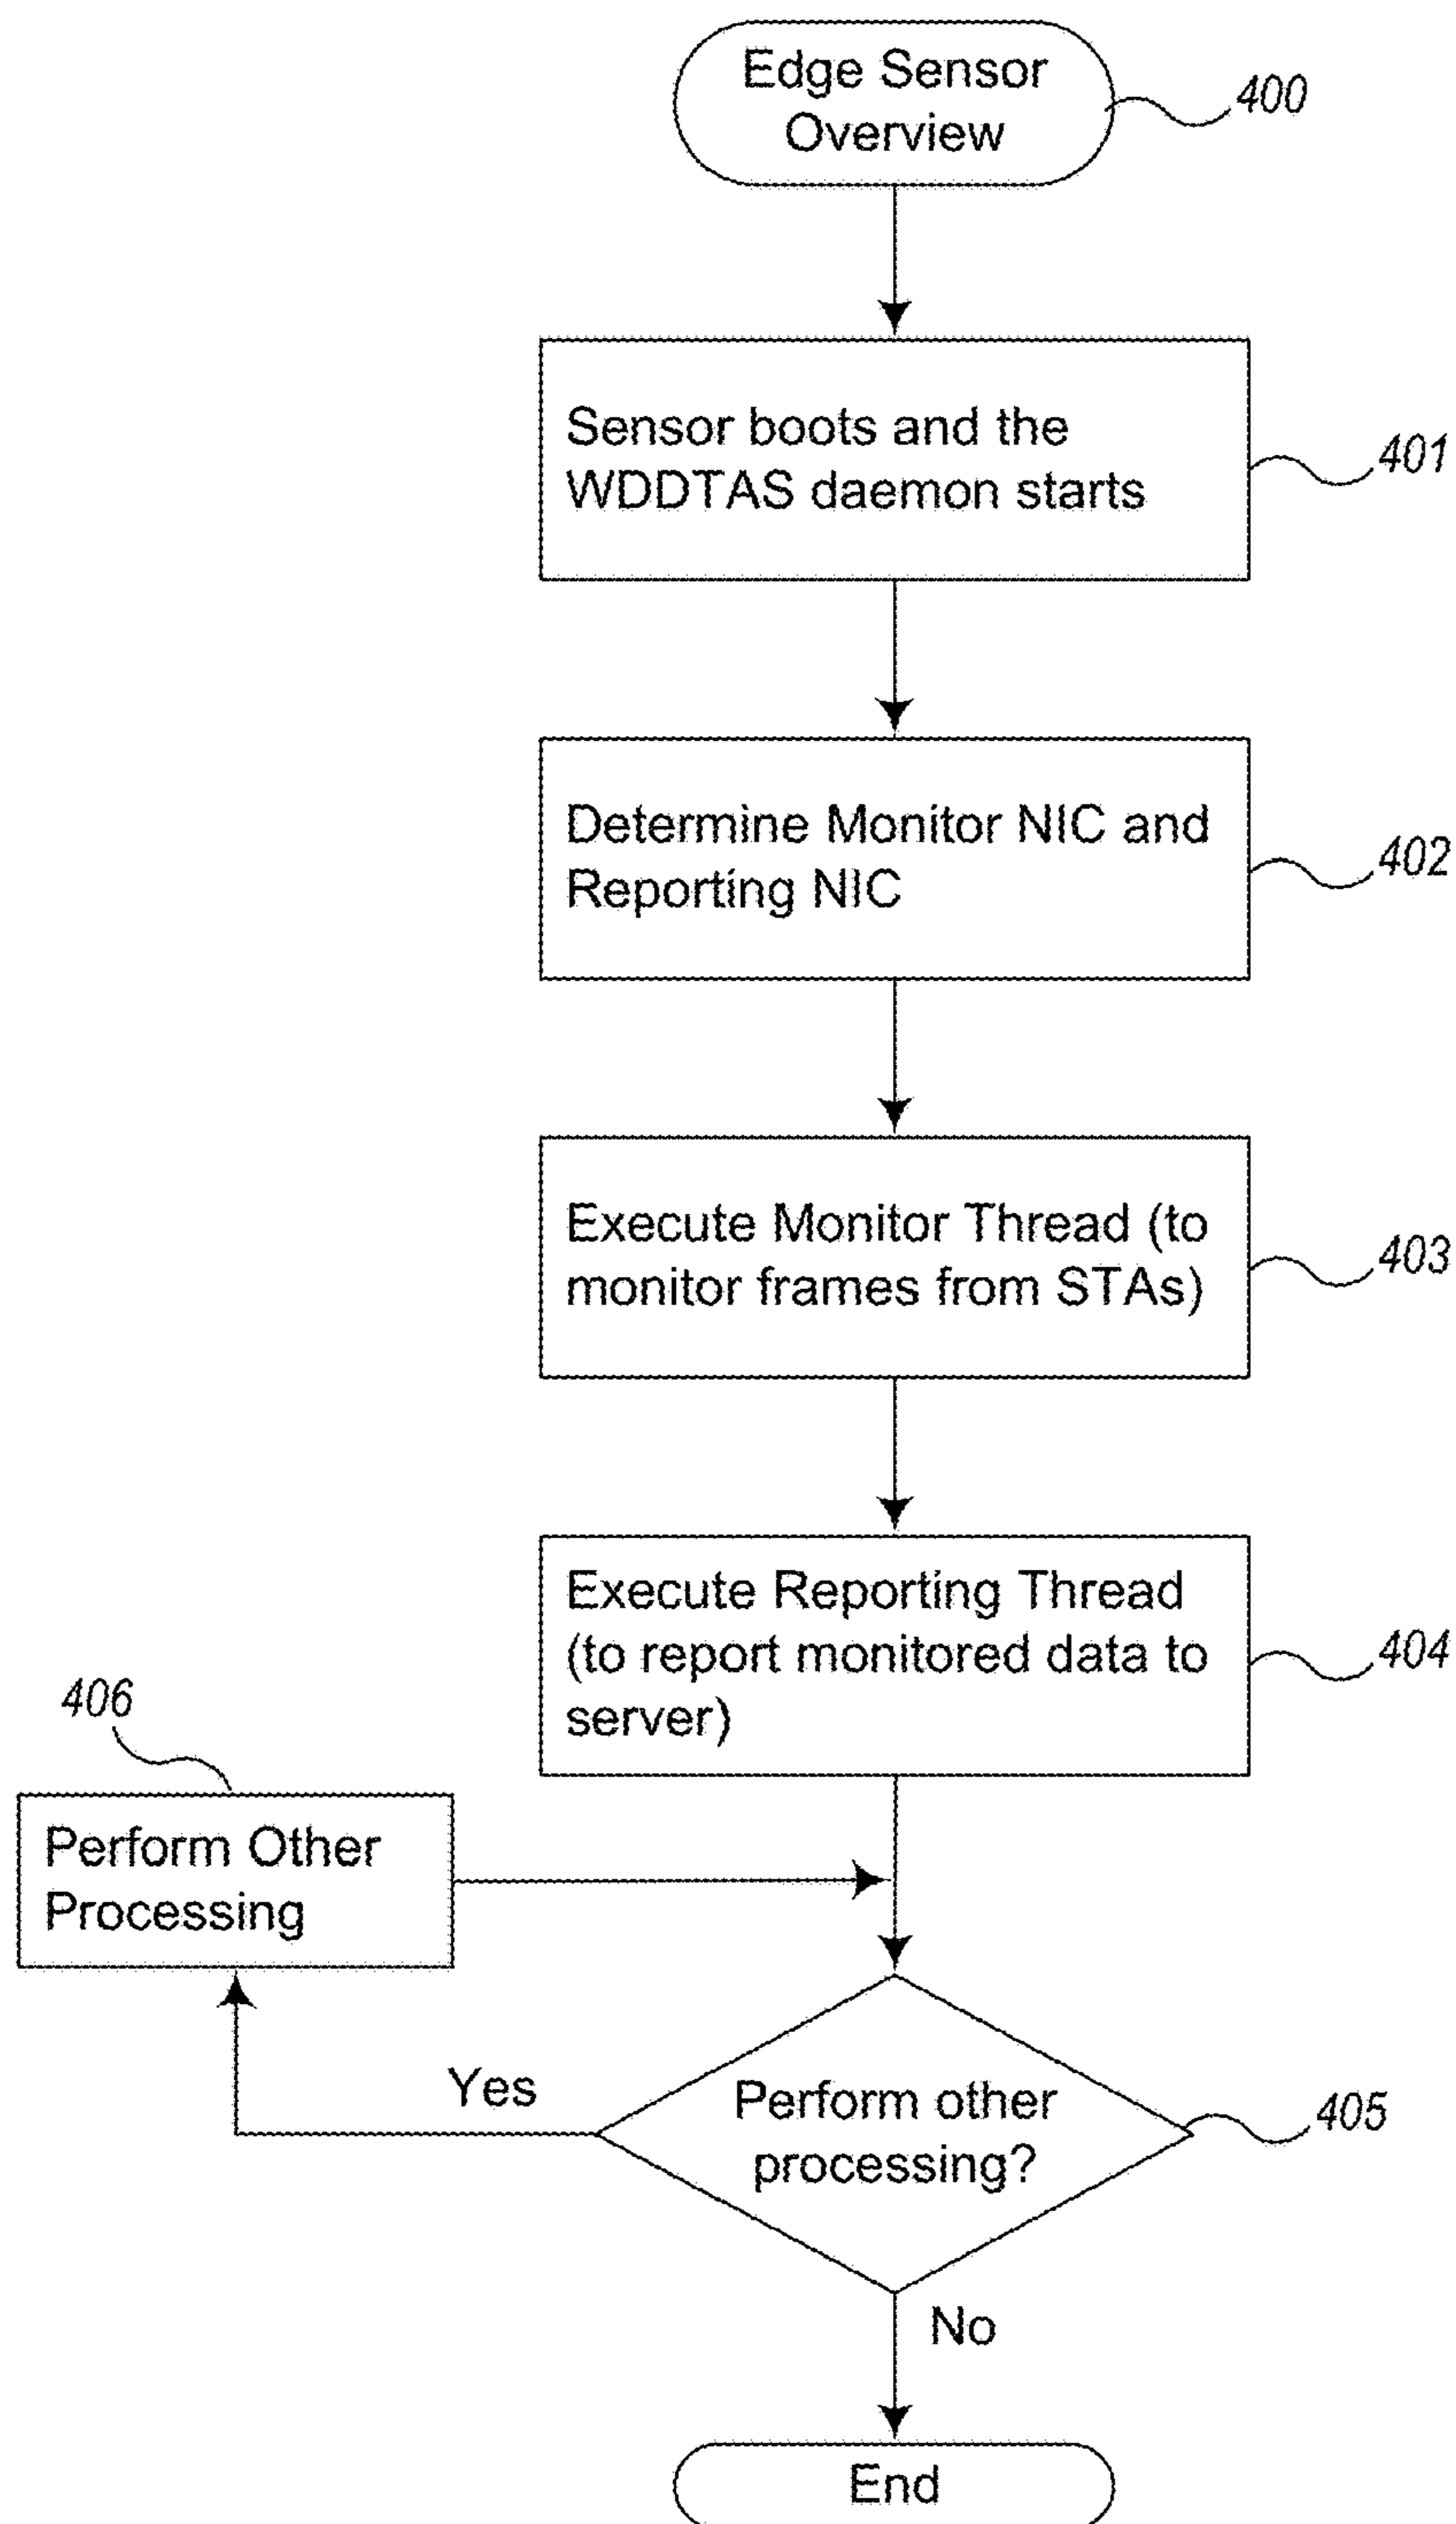 Edge Sensor
Overview
400
Sensor boots and the
WDDTAS daemon starts
401
Determine Monitor NIC and
Reporting NIC
402
Execute Monitor Thread (to
monitor frames from STAs)
403
Execute Reporting Thread
(to report monitored data to
server)
404
406
Perform Other
Processing
Yes
Perform other
processing?
405
No
End